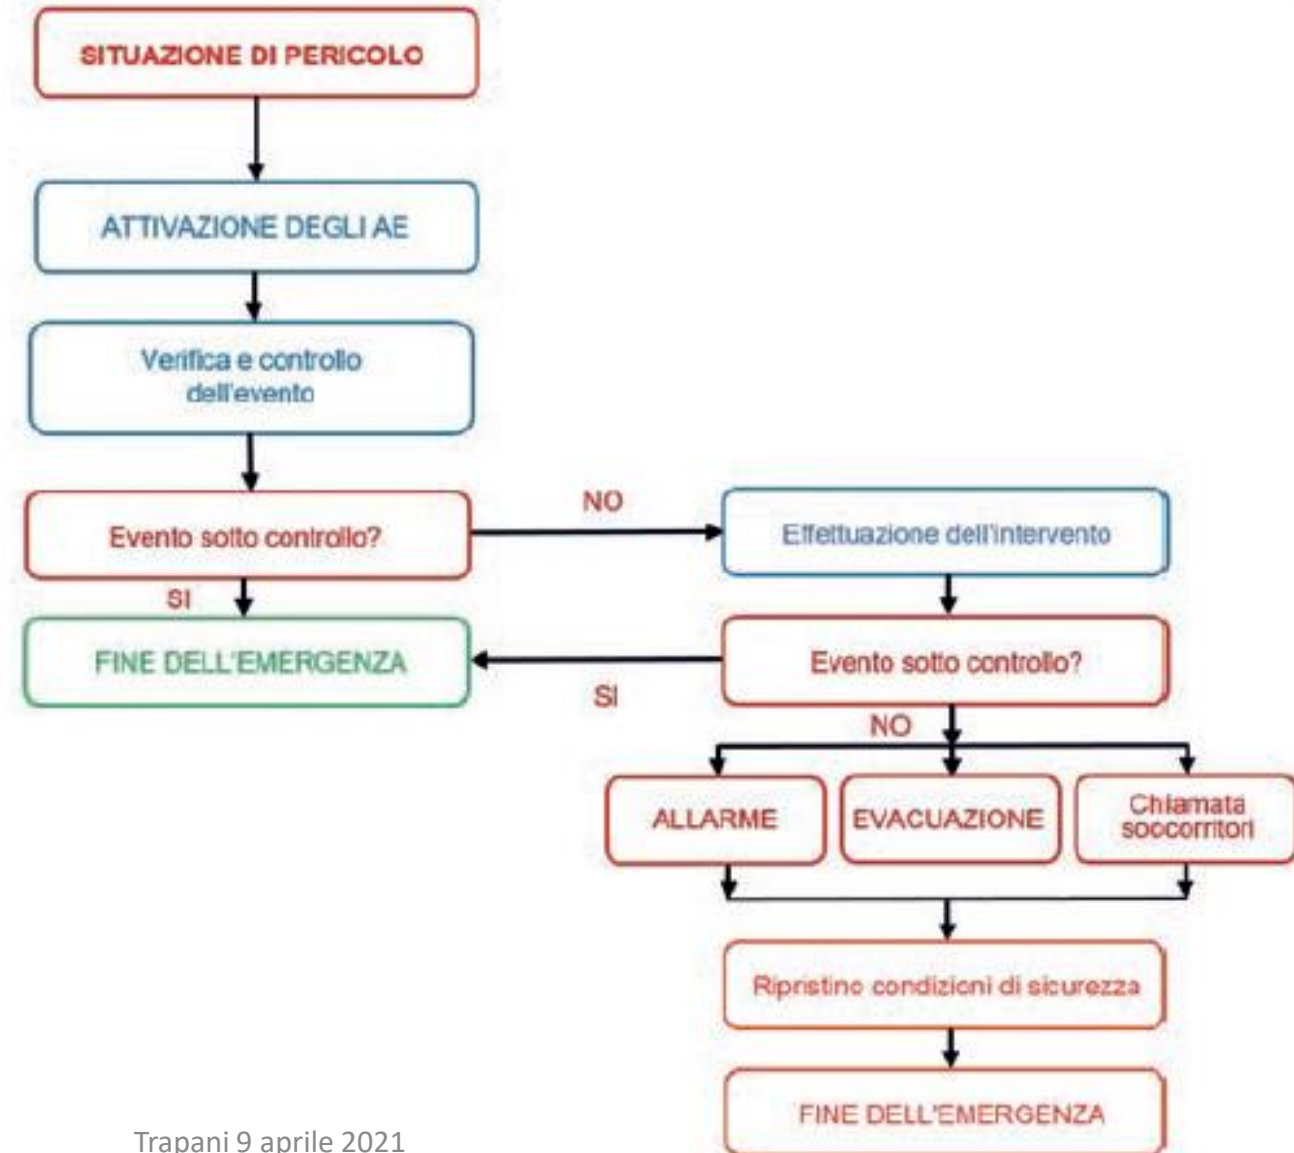 SITUAZIONE DI PERICOLO
ATTIVAZIONE DEGLI AE
Verifica e controllo
dell'evento
Evento sotto controllo?
NO
Effettuazione dell'intervento
SI
FINE DELL'EMERGENZA
SI
Evento sotto controllo?
NO
ALLARME
EVACUAZIONE
Chiamata
soccorritori
Ripristino condizioni di sicurezza
FINE DELL'EMERGENZA
Trapani 9 aprile 2021